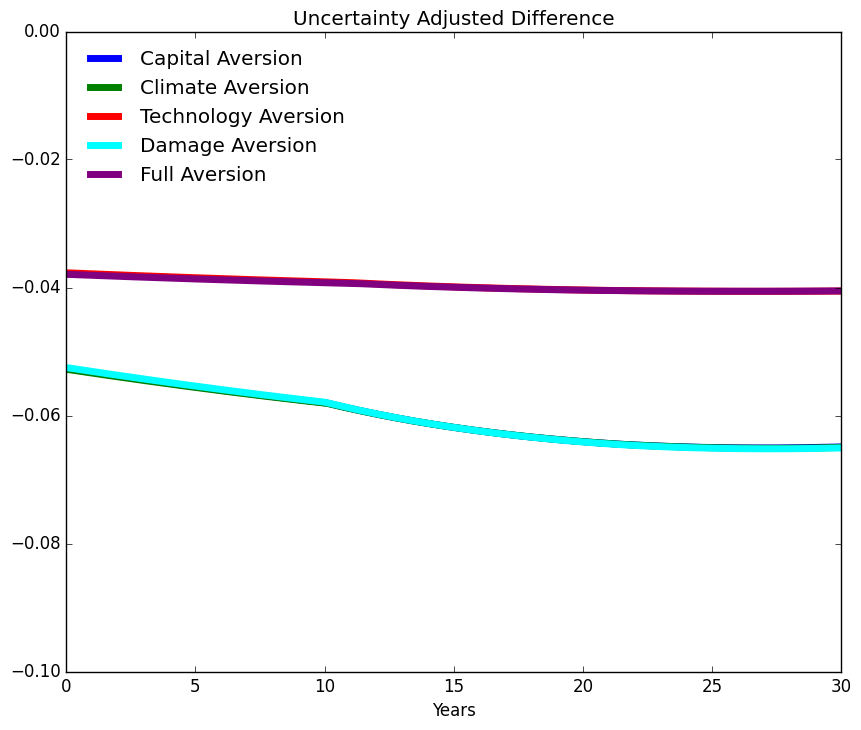 Uncertainty Adjusted Difference
0.00
Capital Aversion
Climate Aversion
Technology Aversion
Damage Aversion
Full Aversion
−0.02
−0.04
−0.06
−0.08
−0.10
0 5 10 15 20 25 30
Years